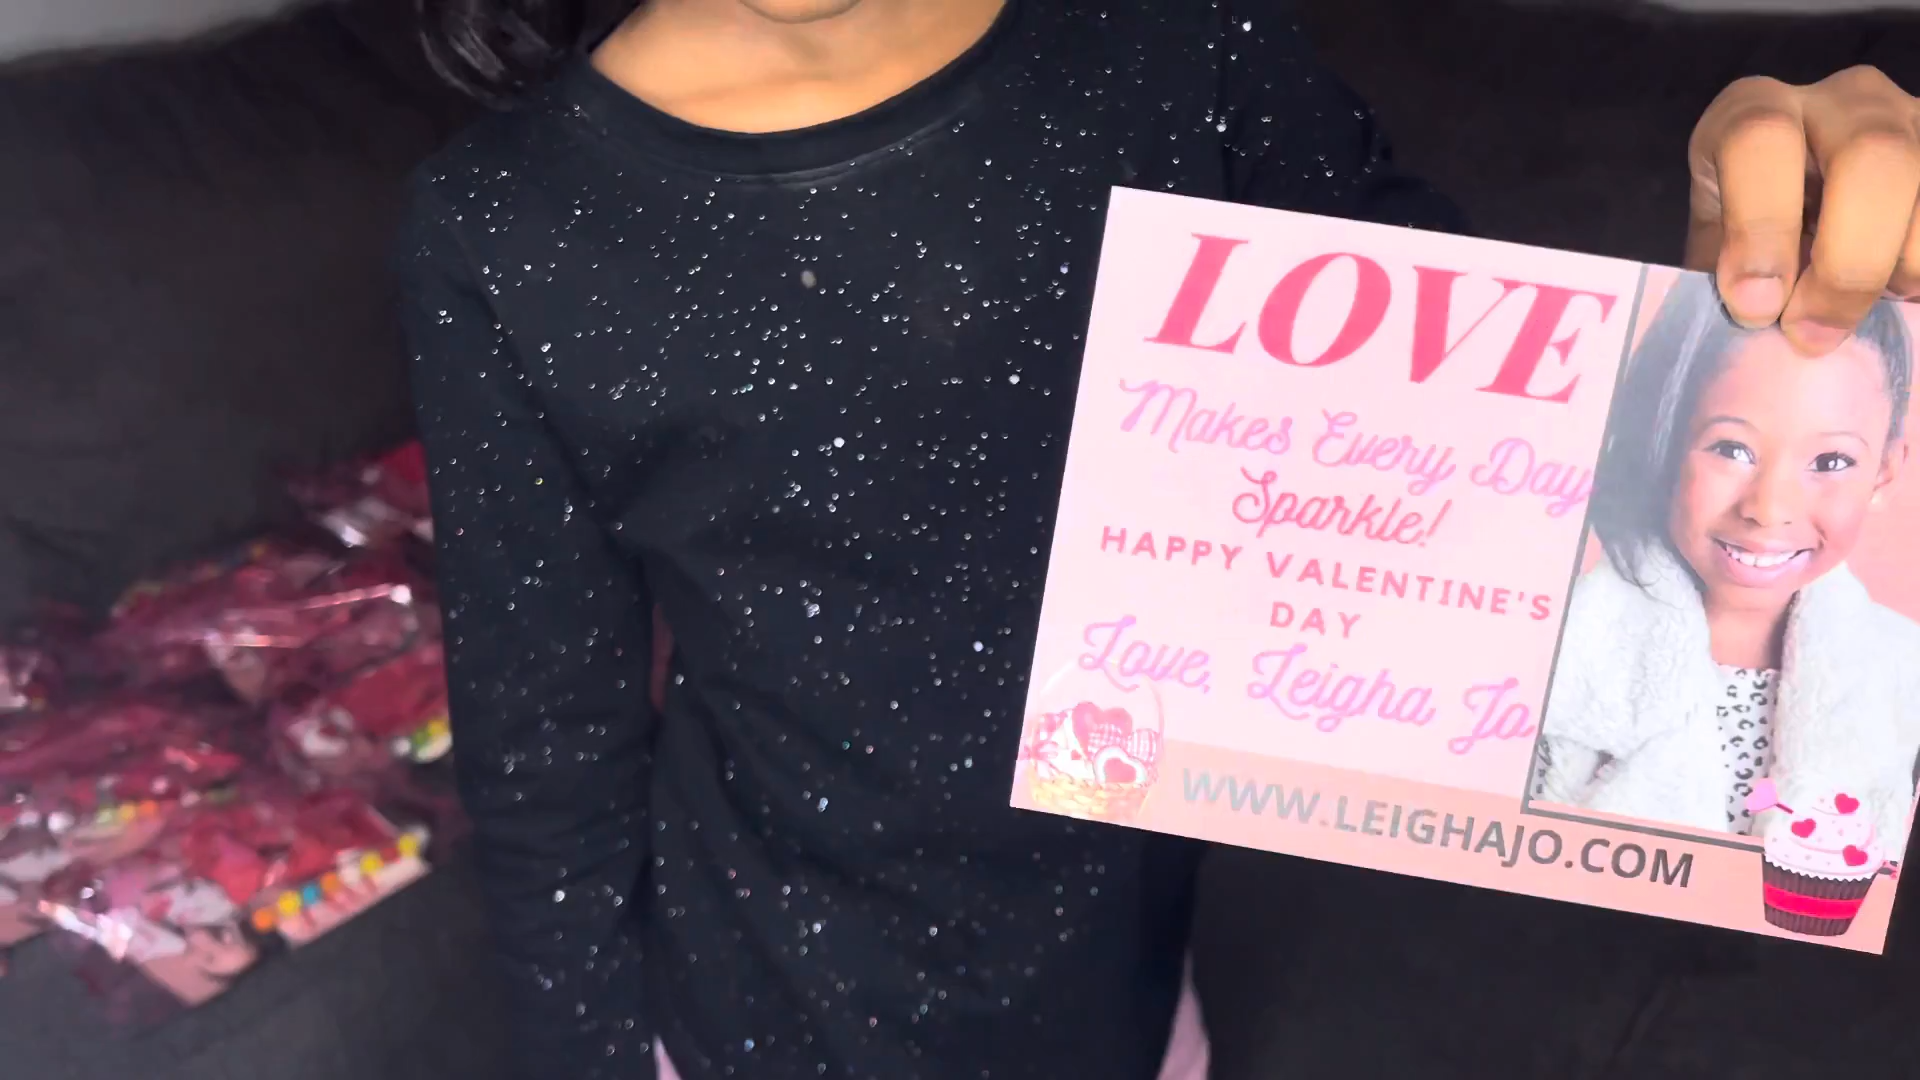 LOVE
Makes Every Day
Sparkle!
HAPPY VALENTINE'S
DAY
Love, Leigha Jo
WWW.LEIGHAJO.COM